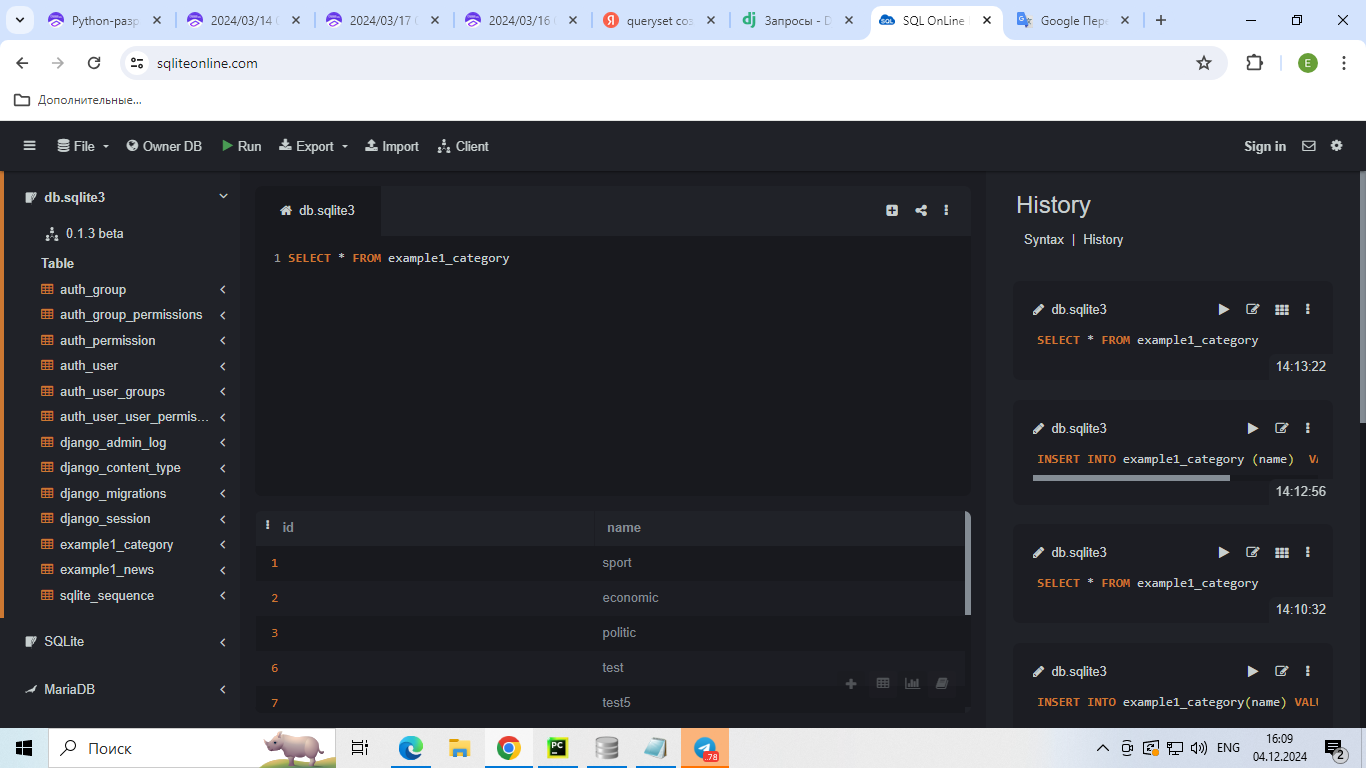 Python-разр
2024/03/14
2024/03/17
2024/03/16
queryset соз
Запросы - D
SQL OnLine
Google Пере
sqliteonline.com
E
Дополнительные...
File
Owner DB
Run
Export
Import
Client
Sign in
db.sqlite3
0.1.3 beta
Table
auth_group
auth_group_permissions
auth_permission
auth_user
auth_user_groups
auth_user_user_permis...
django_admin_log
django_content_type
django_migrations
django_session
example1_category
example1_news
sqlite_sequence
SQLite
MariaDB
db.sqlite3
1 SELECT * FROM example1_category
id name
1 sport
2 economic
3 politic
6 test
7 test5
History
Syntax | History
db.sqlite3
SELECT * FROM example1_category
14:13:22
db.sqlite3
INSERT INTO example1_category (name) VA
14:12:56
db.sqlite3
SELECT * FROM example1_category
14:10:32
db.sqlite3
INSERT INTO example1_category(name) VALU
Поиск
PC
..78
ENG
16:09
04.12.2024
2